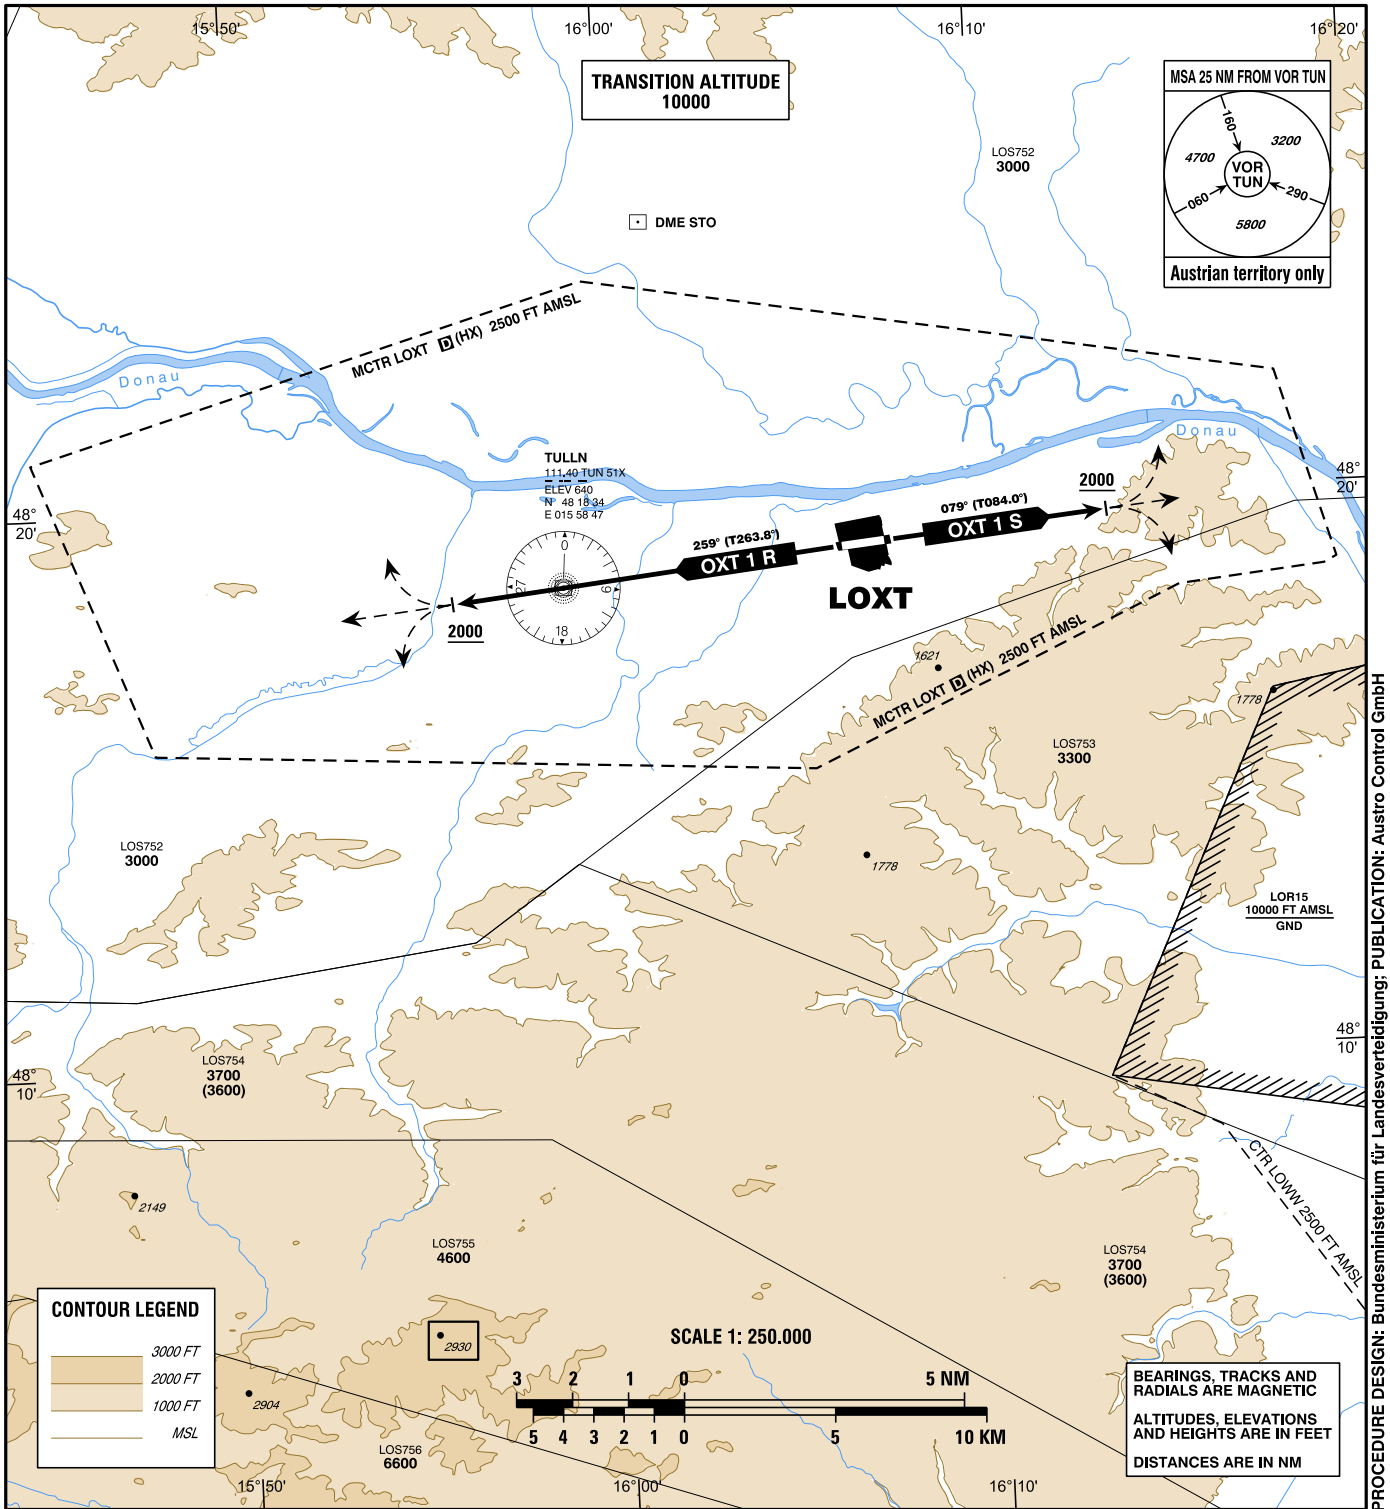 15°50'
16°00'
16°10'
16°20'
TRANSITION ALTITUDE
10000
MSA 25 NM FROM VOR TUN
160
3200
4700
VOR
TUN
060
290
5800
Austrian territory only
LOS752
3000
DME STO
MCTR LOXT D (HX) 2500 FT AMSL
Donau
Donau
TULLN
111.40 TUN 51X
ELEV 640
N 48 18 34
E 015 58 47
48°
20'
48°
20'
2000
079° (T084.0°)
OXT 1 S
259° (T263.8°)
OXT 1 R
0
9
18
27
LOXT
2000
1621
MCTR LOXT D (HX) 2500 FT AMSL
1778
LOS753
3300
LOS752
3000
1778
LOR15
10000 FT AMSL
GND
48°
10'
48°
10'
LOS754
3700
(3600)
CTR LOWW 2500 FT AMSL
2149
LOS755
4600
LOS754
3700
(3600)
CONTOUR LEGEND
3000 FT
2000 FT
1000 FT
MSL
2930
2904
SCALE 1: 250.000
3 2 1 0 5 NM
5 4 3 2 1 0 5 10 KM
LOS756
6600
BEARINGS, TRACKS AND
RADIALS ARE MAGNETIC
ALTITUDES, ELEVATIONS
AND HEIGHTS ARE IN FEET
DISTANCES ARE IN NM
15°50'
16°00'
16°10'
PROCEDURE DESIGN: Bundesministerium für Landesverteidigung; PUBLICATION: Austro Control GmbH